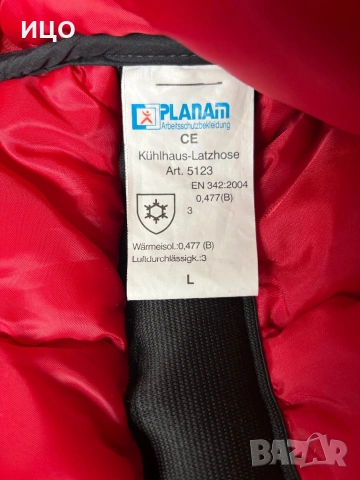 ИЦО
PLANAM
Arbeitsschutzbekleidung
CE
Kühlhaus-Latzhose
Art. 5123
EN 342:2004
0,477(B)
3
Wärmeisol.:0,477 (B)
Luftdurchlässigk.:3
L
BAZAR